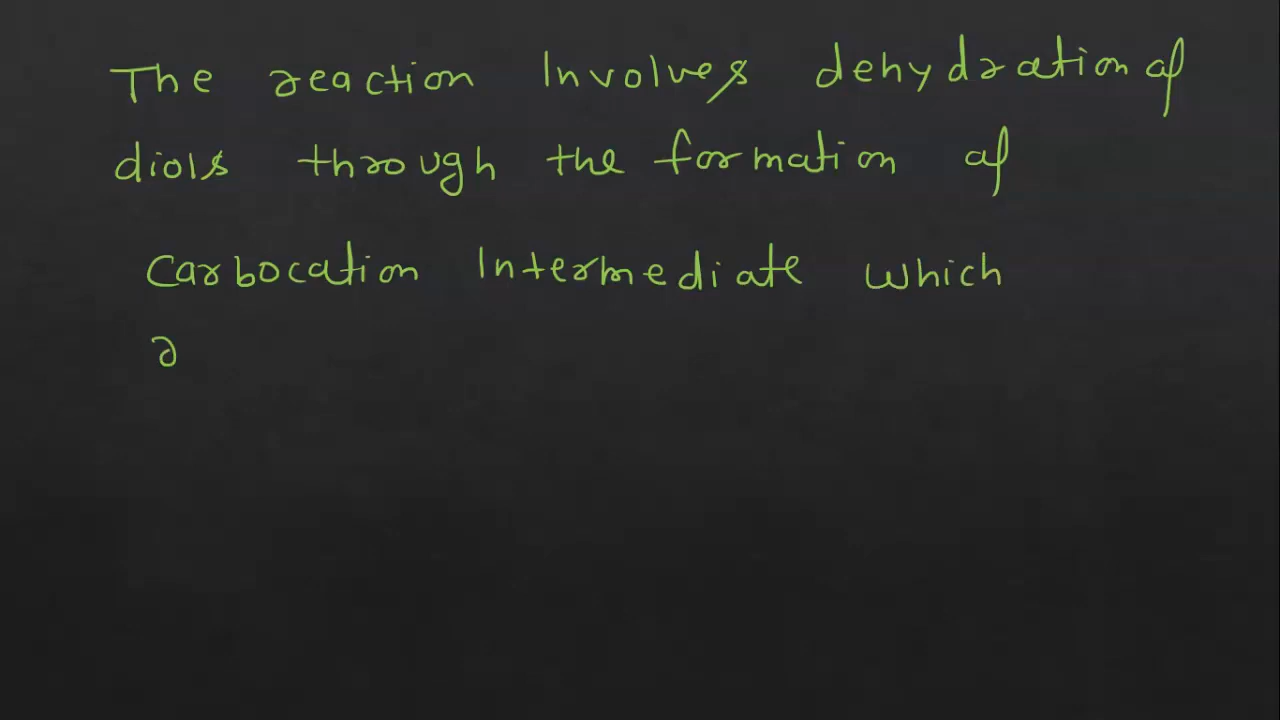 The reaction Involves dehydration of
diols through the formation of
Carbocation Intermediate which
r